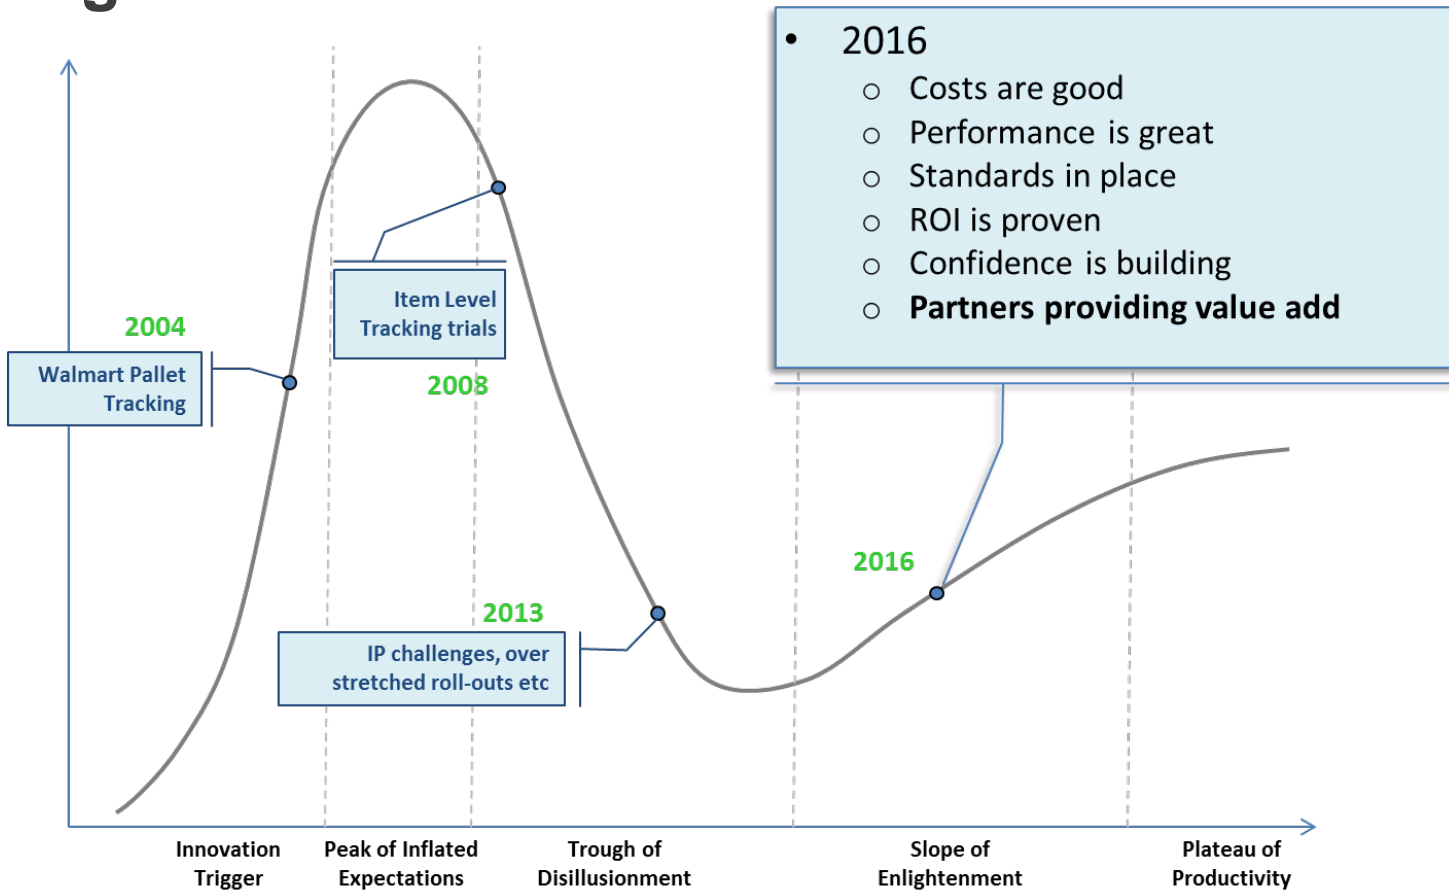 • 2016
o Costs are good
o Performance is great
o Standards in place
o ROI is proven
o Confidence is building
o Partners providing value add
Item Level
Tracking trials
2004
Walmart Pallet
Tracking
2008
2016
2013
IP challenges, over
stretched roll-outs etc
Innovation
Trigger
Peak of Inflated
Expectations
Trough of
Disillusionment
Slope of
Enlightenment
Plateau of
Productivity